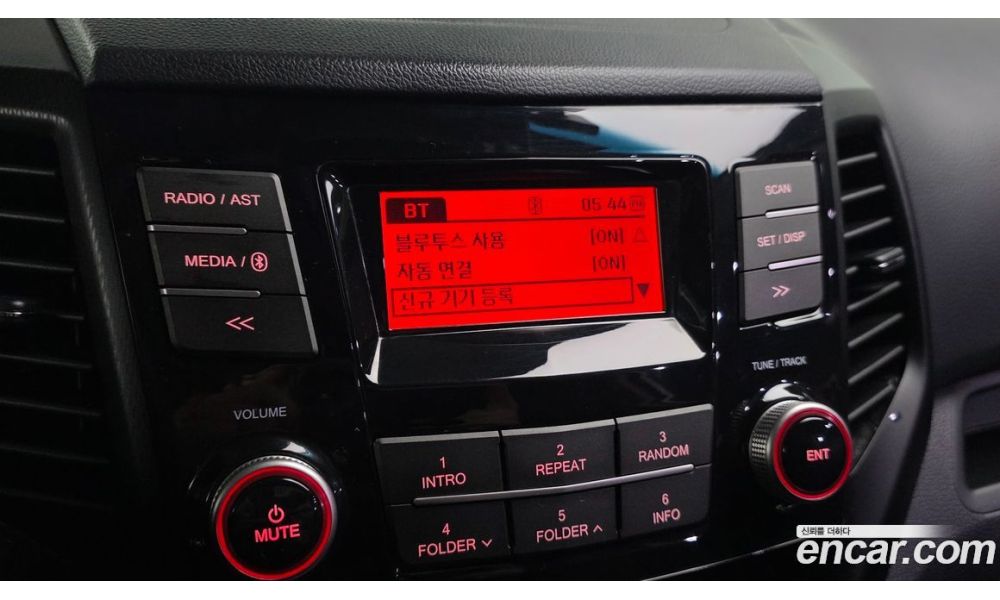 RADIO / AST
MEDIA /
<<
VOLUME
MUTE
BT 05:44
블루투스 사용 [ON]
자동 연결 [ON]
신규 기기 등록
SCAN
SET / DISP
>>
TUNE / TRACK
ENT
1
INTRO
2
REPEAT
3
RANDOM
4
FOLDER ∨
5
FOLDER ∧
6
INFO
신뢰를 더하다
encar.com